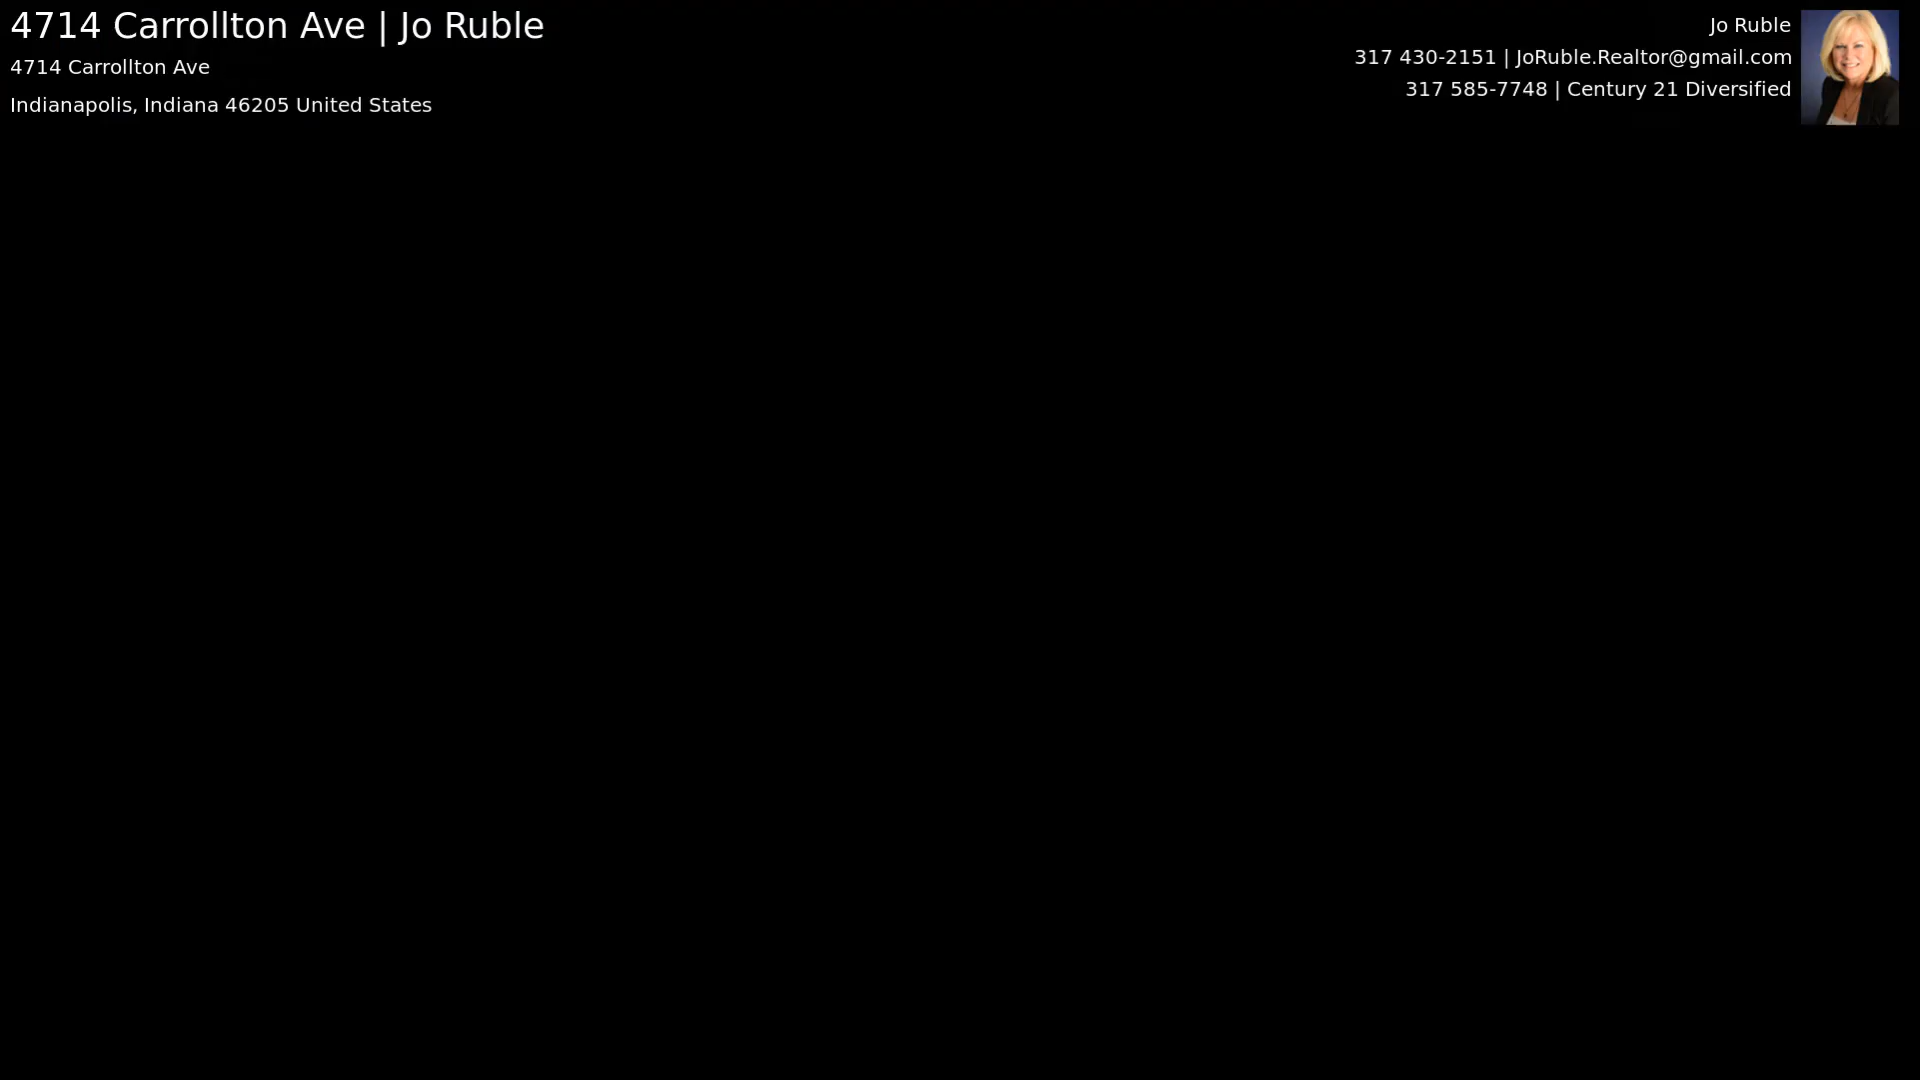 4714 Carrollton Ave | Jo Ruble
4714 Carrollton Ave
Indianapolis, Indiana 46205 United States
Jo Ruble
317 430-2151 | JoRuble.Realtor@gmail.com
317 585-7748 | Century 21 Diversified